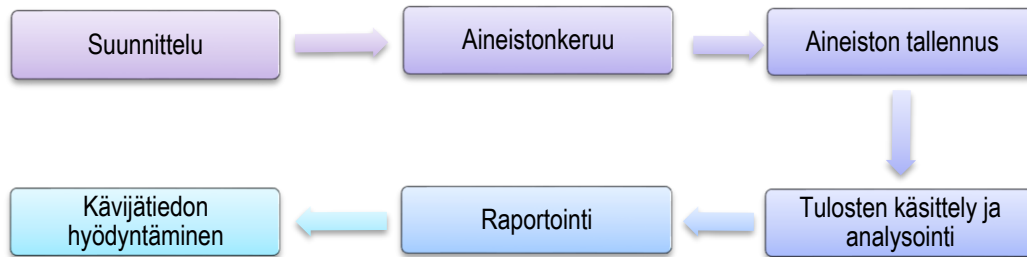 Suunnittelu
Aineistonkeruu
Aineiston tallennus
Tulosten käsittely ja
analysointi
Raportointi
Kävijätiedon
hyödyntäminen